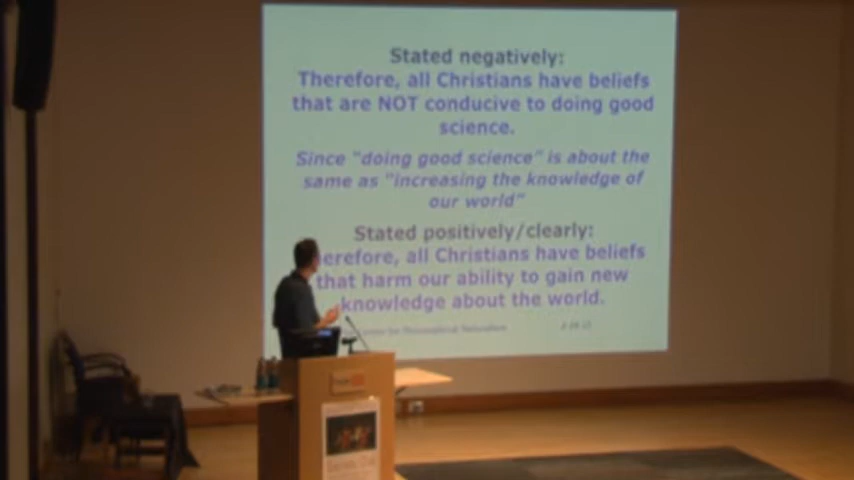 Stated negatively:
Therefore, all Christians have beliefs
that are NOT conducive to doing good
science.
Since "doing good science" is about the
same as "increasing the knowledge of
our world"
Stated positively/clearly:
erefore, all Christians have beliefs
that harm our ability to gain new
knowledge about the world.